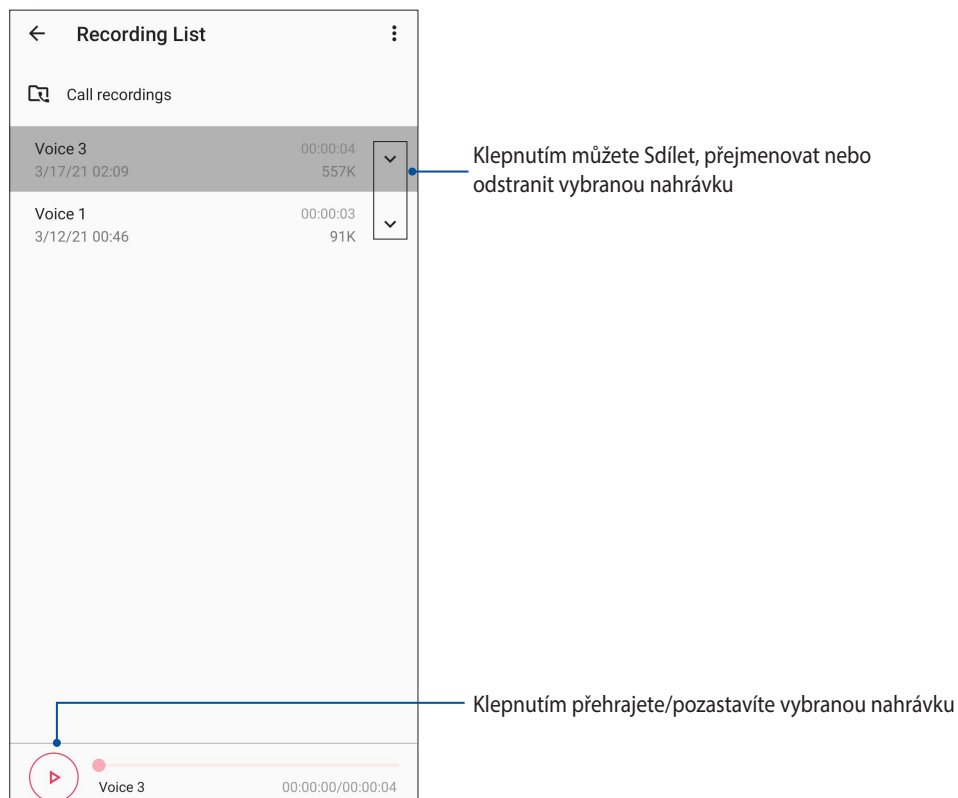 Recording List
Call recordings
Voice 3 00:00:04
3/17/21 02:09 557K
Klepnutím můžete Sdílet, přejmenovat nebo
odstranit vybranou nahrávku
Voice 1 00:00:03
3/12/21 00:46 91K
Klepnutím přehrajete/pozastavíte vybranou nahrávku
Voice 3 00:00:00/00:00:04